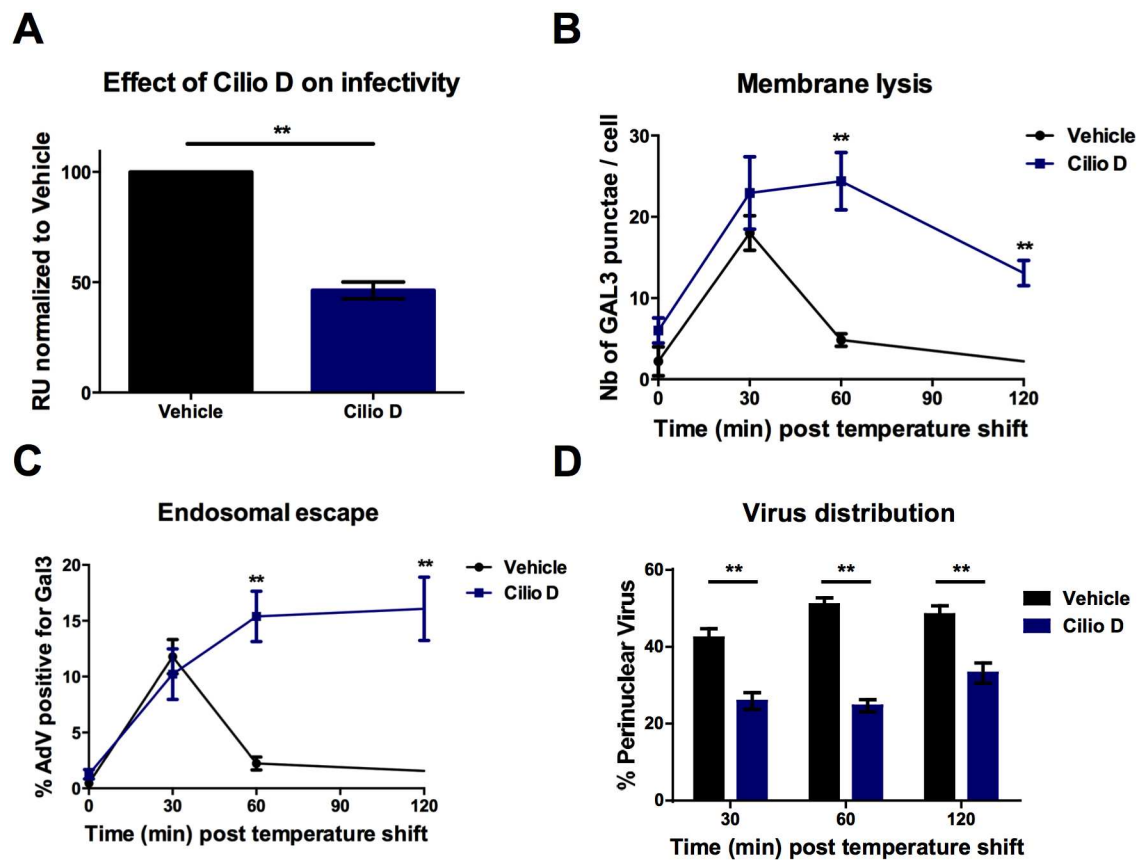 A
Effect of Cilio D on infectivity
**
RU normalized to Vehicle
100
50
0
Vehicle
Cilio D
B
Membrane lysis
Nb of GAL3 punctae / cell
30
20
10
0
**
**
Vehicle
Cilio D
0 30 60 90 120
Time (min) post temperature shift
C
Endosomal escape
% AdV positive for Gal3
20
15
10
5
0
**
**
Vehicle
Cilio D
0 30 60 90 120
Time (min) post temperature shift
D
Virus distribution
% Perinuclear Virus
60
40
20
0
** ** **
Vehicle
Cilio D
30 60 120
Time (min) post temperature shift